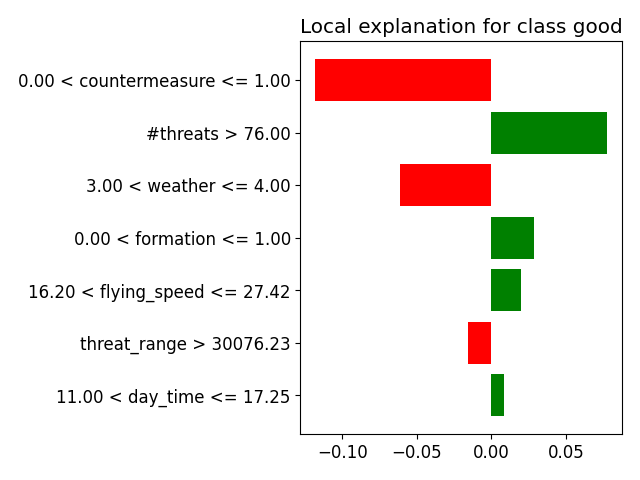 Local explanation for class good
0.00 < countermeasure <= 1.00
#threats > 76.00
3.00 < weather <= 4.00
0.00 < formation <= 1.00
16.20 < flying_speed <= 27.42
threat_range > 30076.23
11.00 < day_time <= 17.25
−0.10 −0.05 0.00 0.05